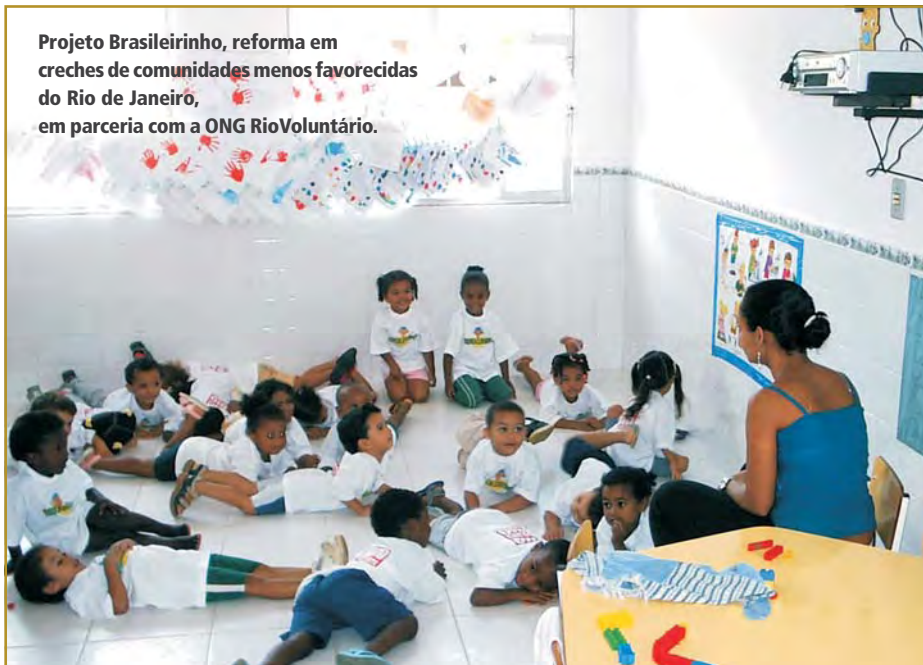 Projeto Brasileirinho, reforma em
creches de comunidades menos favorecidas
do Rio de Janeiro,
em parceria com a ONG RioVoluntário.